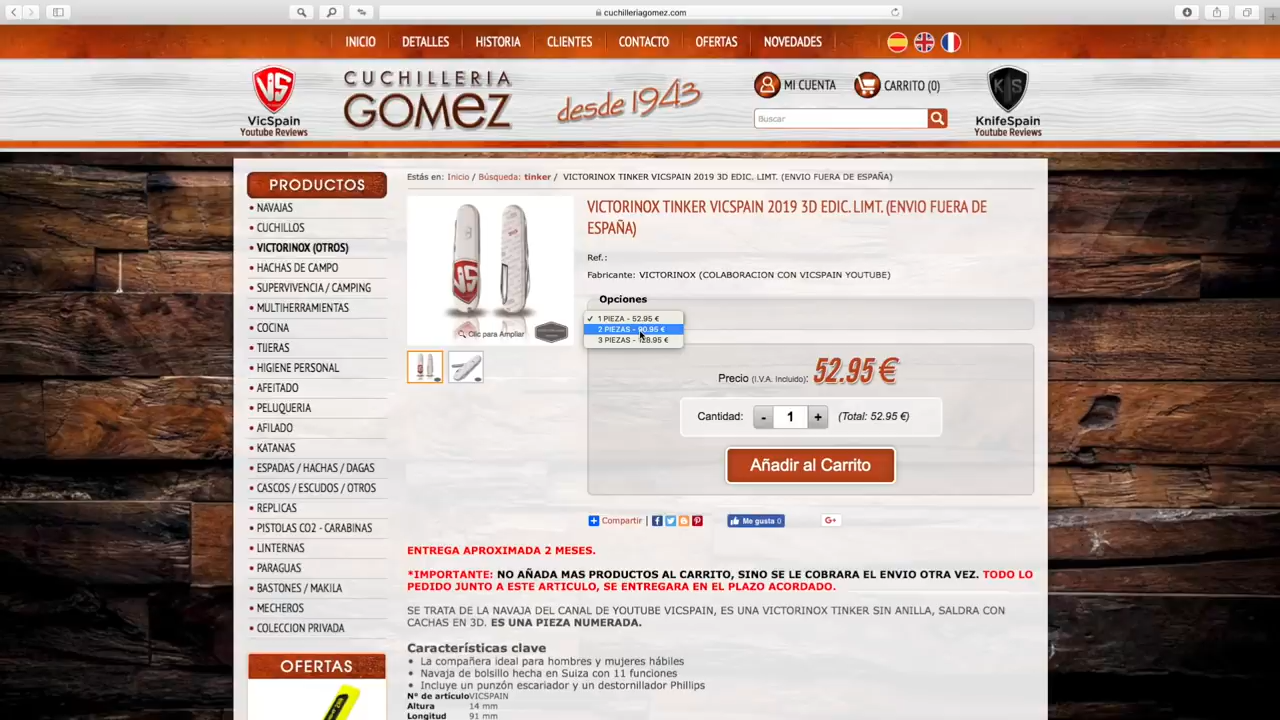 cuchilleriagomez.com
INICIO DETALLES HISTORIA CLIENTES CONTACTO OFERTAS NOVEDADES
VS
VicSpain
Youtube Reviews
CUCHILLERIA
GOMEZ
desde 1943
MI CUENTA CARRITO (0)
Buscar
KS
KnifeSpain
Youtube Reviews
PRODUCTOS
NAVAJAS
CUCHILLOS
VICTORINOX (OTROS)
HACHAS DE CAMPO
SUPERVIVENCIA / CAMPING
MULTIHERRAMIENTAS
COCINA
TIJERAS
HIGIENE PERSONAL
AFEITADO
PELUQUERIA
AFILADO
KATANAS
ESPADAS / HACHAS / DAGAS
CASCOS / ESCUDOS / OTROS
REPLICAS
PISTOLAS CO2 - CARABINAS
LINTERNAS
PARAGUAS
BASTONES / MAKILA
MECHEROS
COLECCION PRIVADA
OFERTAS
Estás en: Inicio / Búsqueda: tinker / VICTORINOX TINKER VICSPAIN 2019 3D EDIC. LIMT. (ENVIO FUERA DE ESPAÑA)
VS
Clic para Ampliar
VICTORINOX TINKER VICSPAIN 2019 3D EDIC. LIMT. (ENVIO FUERA DE
ESPAÑA)
Ref.:
Fabricante: VICTORINOX (COLABORACION CON VICSPAIN YOUTUBE)
Opciones
✓ 1 PIEZA - 52.95 €
2 PIEZAS - 90.95 €
3 PIEZAS - 128.95 €
Precio (I.V.A. Incluido): 52.95 €
Cantidad: - 1 + (Total: 52.95 €)
Añadir al Carrito
Compartir | Me gusta 0 G+
ENTREGA APROXIMADA 2 MESES.
*IMPORTANTE: NO AÑADA MAS PRODUCTOS AL CARRITO, SINO SE LE COBRARA EL ENVIO OTRA VEZ. TODO LO
PEDIDO JUNTO A ESTE ARTICULO, SE ENTREGARA EN EL PLAZO ACORDADO.
SE TRATA DE LA NAVAJA DEL CANAL DE YOUTUBE VICSPAIN, ES UNA VICTORINOX TINKER SIN ANILLA, SALDRA CON
CACHAS EN 3D. ES UNA PIEZA NUMERADA.
Características clave
La compañera ideal para hombres y mujeres hábiles
Navaja de bolsillo hecha en Suiza con 11 funciones
Incluye un punzón escariador y un destornillador Phillips
N° de artículo VICSPAIN
Altura 14 mm
Longitud 91 mm